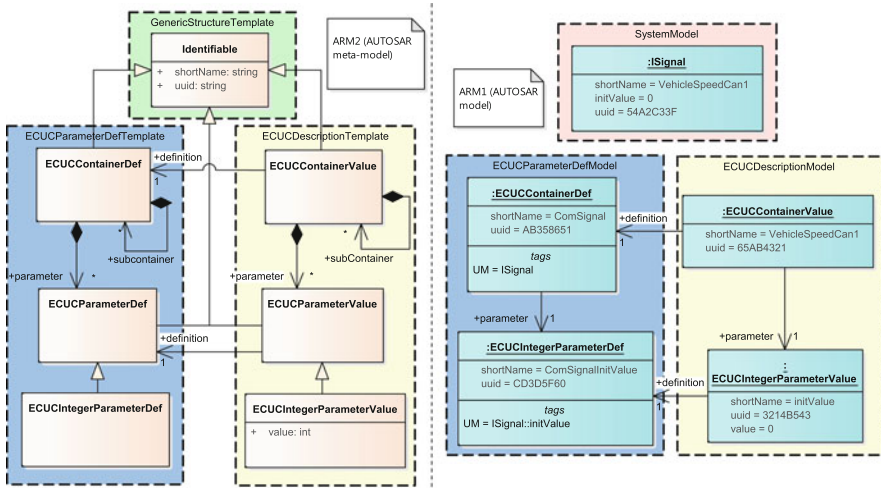 GenericStructureTemplate
Identifiable
+ shortName: string
+ uuid: string
ARM2 (AUTOSAR
meta-model)
ECUCParameterDefTemplate
ECUCDescriptionTemplate
ECUCContainerDef
+definition
1
ECUCContainerValue
*
+subcontainer
*
+subContainer
+parameter
*
+parameter
*
ECUCParameterDef
ECUCParameterValue
+definition
1
ECUCIntegerParameterDef
ECUCIntegerParameterValue
+ value: int
SystemModel
:ISignal
shortName = VehicleSpeedCan1
initValue = 0
uuid = 54A2C33F
ARM1 (AUTOSAR
model)
ECUCParameterDefModel
ECUCDescriptionModel
:ECUCContainerDef
shortName = ComSignal
uuid = AB358651
tags
UM = ISignal
+definition
1
:ECUCContainerValue
shortName = VehicleSpeedCan1
uuid = 65AB4321
+parameter
1
+parameter
1
:ECUCIntegerParameterDef
shortName = ComSignalInitValue
uuid = CD3D5F60
tags
UM = ISignal::initValue
+definition
1
:
ECUCIntegerParameterValue
shortName = initValue
uuid = 3214B543
value = 0